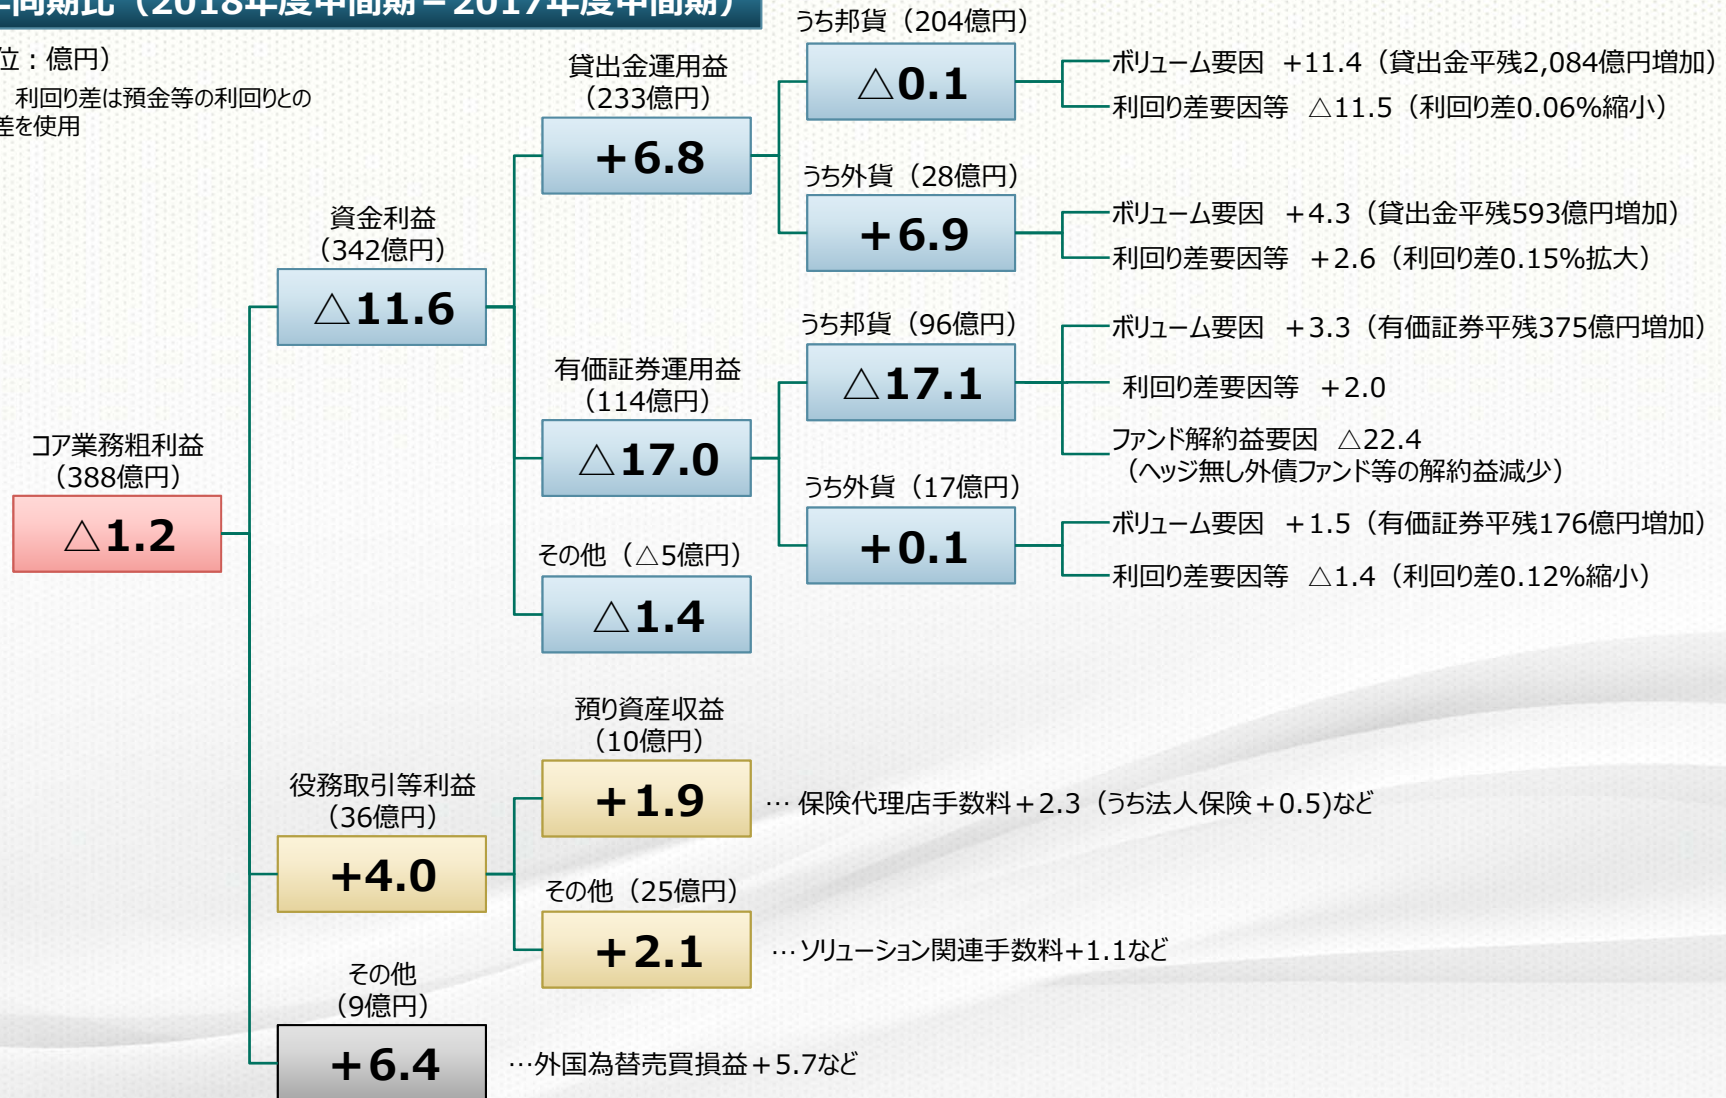 年同期比（2018年度中間期－2017年度中間期）
位：億円）
利回り差は預金等の利回りとの
差を使用
コア業務粗利益
（388億円）
△1.2
資金利益
（342億円）
△11.6
貸出金運用益
（233億円）
+6.8
うち邦貨（204億円）
△0.1
ボリューム要因　+11.4（貸出金平残2,084億円増加）
利回り差要因等　△11.5（利回り差0.06%縮小）
うち外貨（28億円）
+6.9
ボリューム要因　+4.3（貸出金平残593億円増加）
利回り差要因等　+2.6（利回り差0.15%拡大）
有価証券運用益
（114億円）
△17.0
うち邦貨（96億円）
△17.1
ボリューム要因　+3.3（有価証券平残375億円増加）
利回り差要因等　+2.0
ファンド解約益要因　△22.4
（ヘッジ無し外債ファンド等の解約益減少）
うち外貨（17億円）
+0.1
ボリューム要因　+1.5（有価証券平残176億円増加）
利回り差要因等　△1.4（利回り差0.12%縮小）
その他（△5億円）
△1.4
役務取引等利益
（36億円）
+4.0
預り資産収益
（10億円）
+1.9
… 保険代理店手数料＋2.3（うち法人保険＋0.5)など
その他（25億円）
+2.1
…ソリューション関連手数料+1.1など
その他
（9億円）
+6.4
…外国為替売買損益＋5.7など